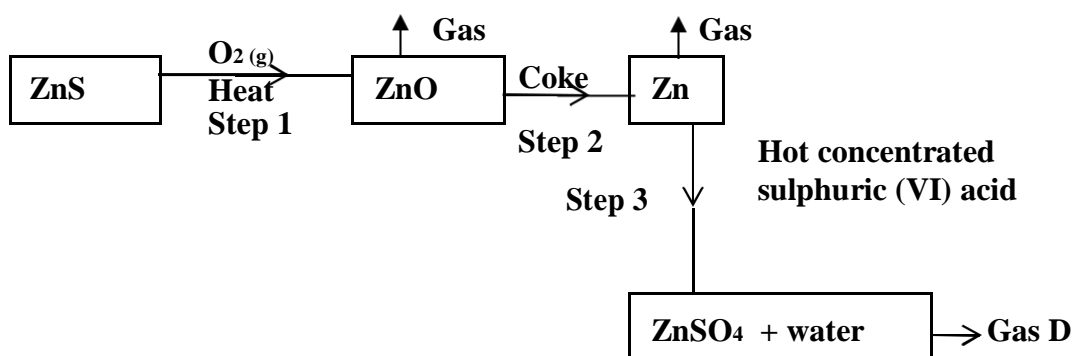 Gas
Gas
O2 (g)
ZnS
Heat
Step 1
ZnO
Coke
Zn
Step 2
Hot concentrated
sulphuric (VI) acid
Step 3
ZnSO4 + water
Gas D